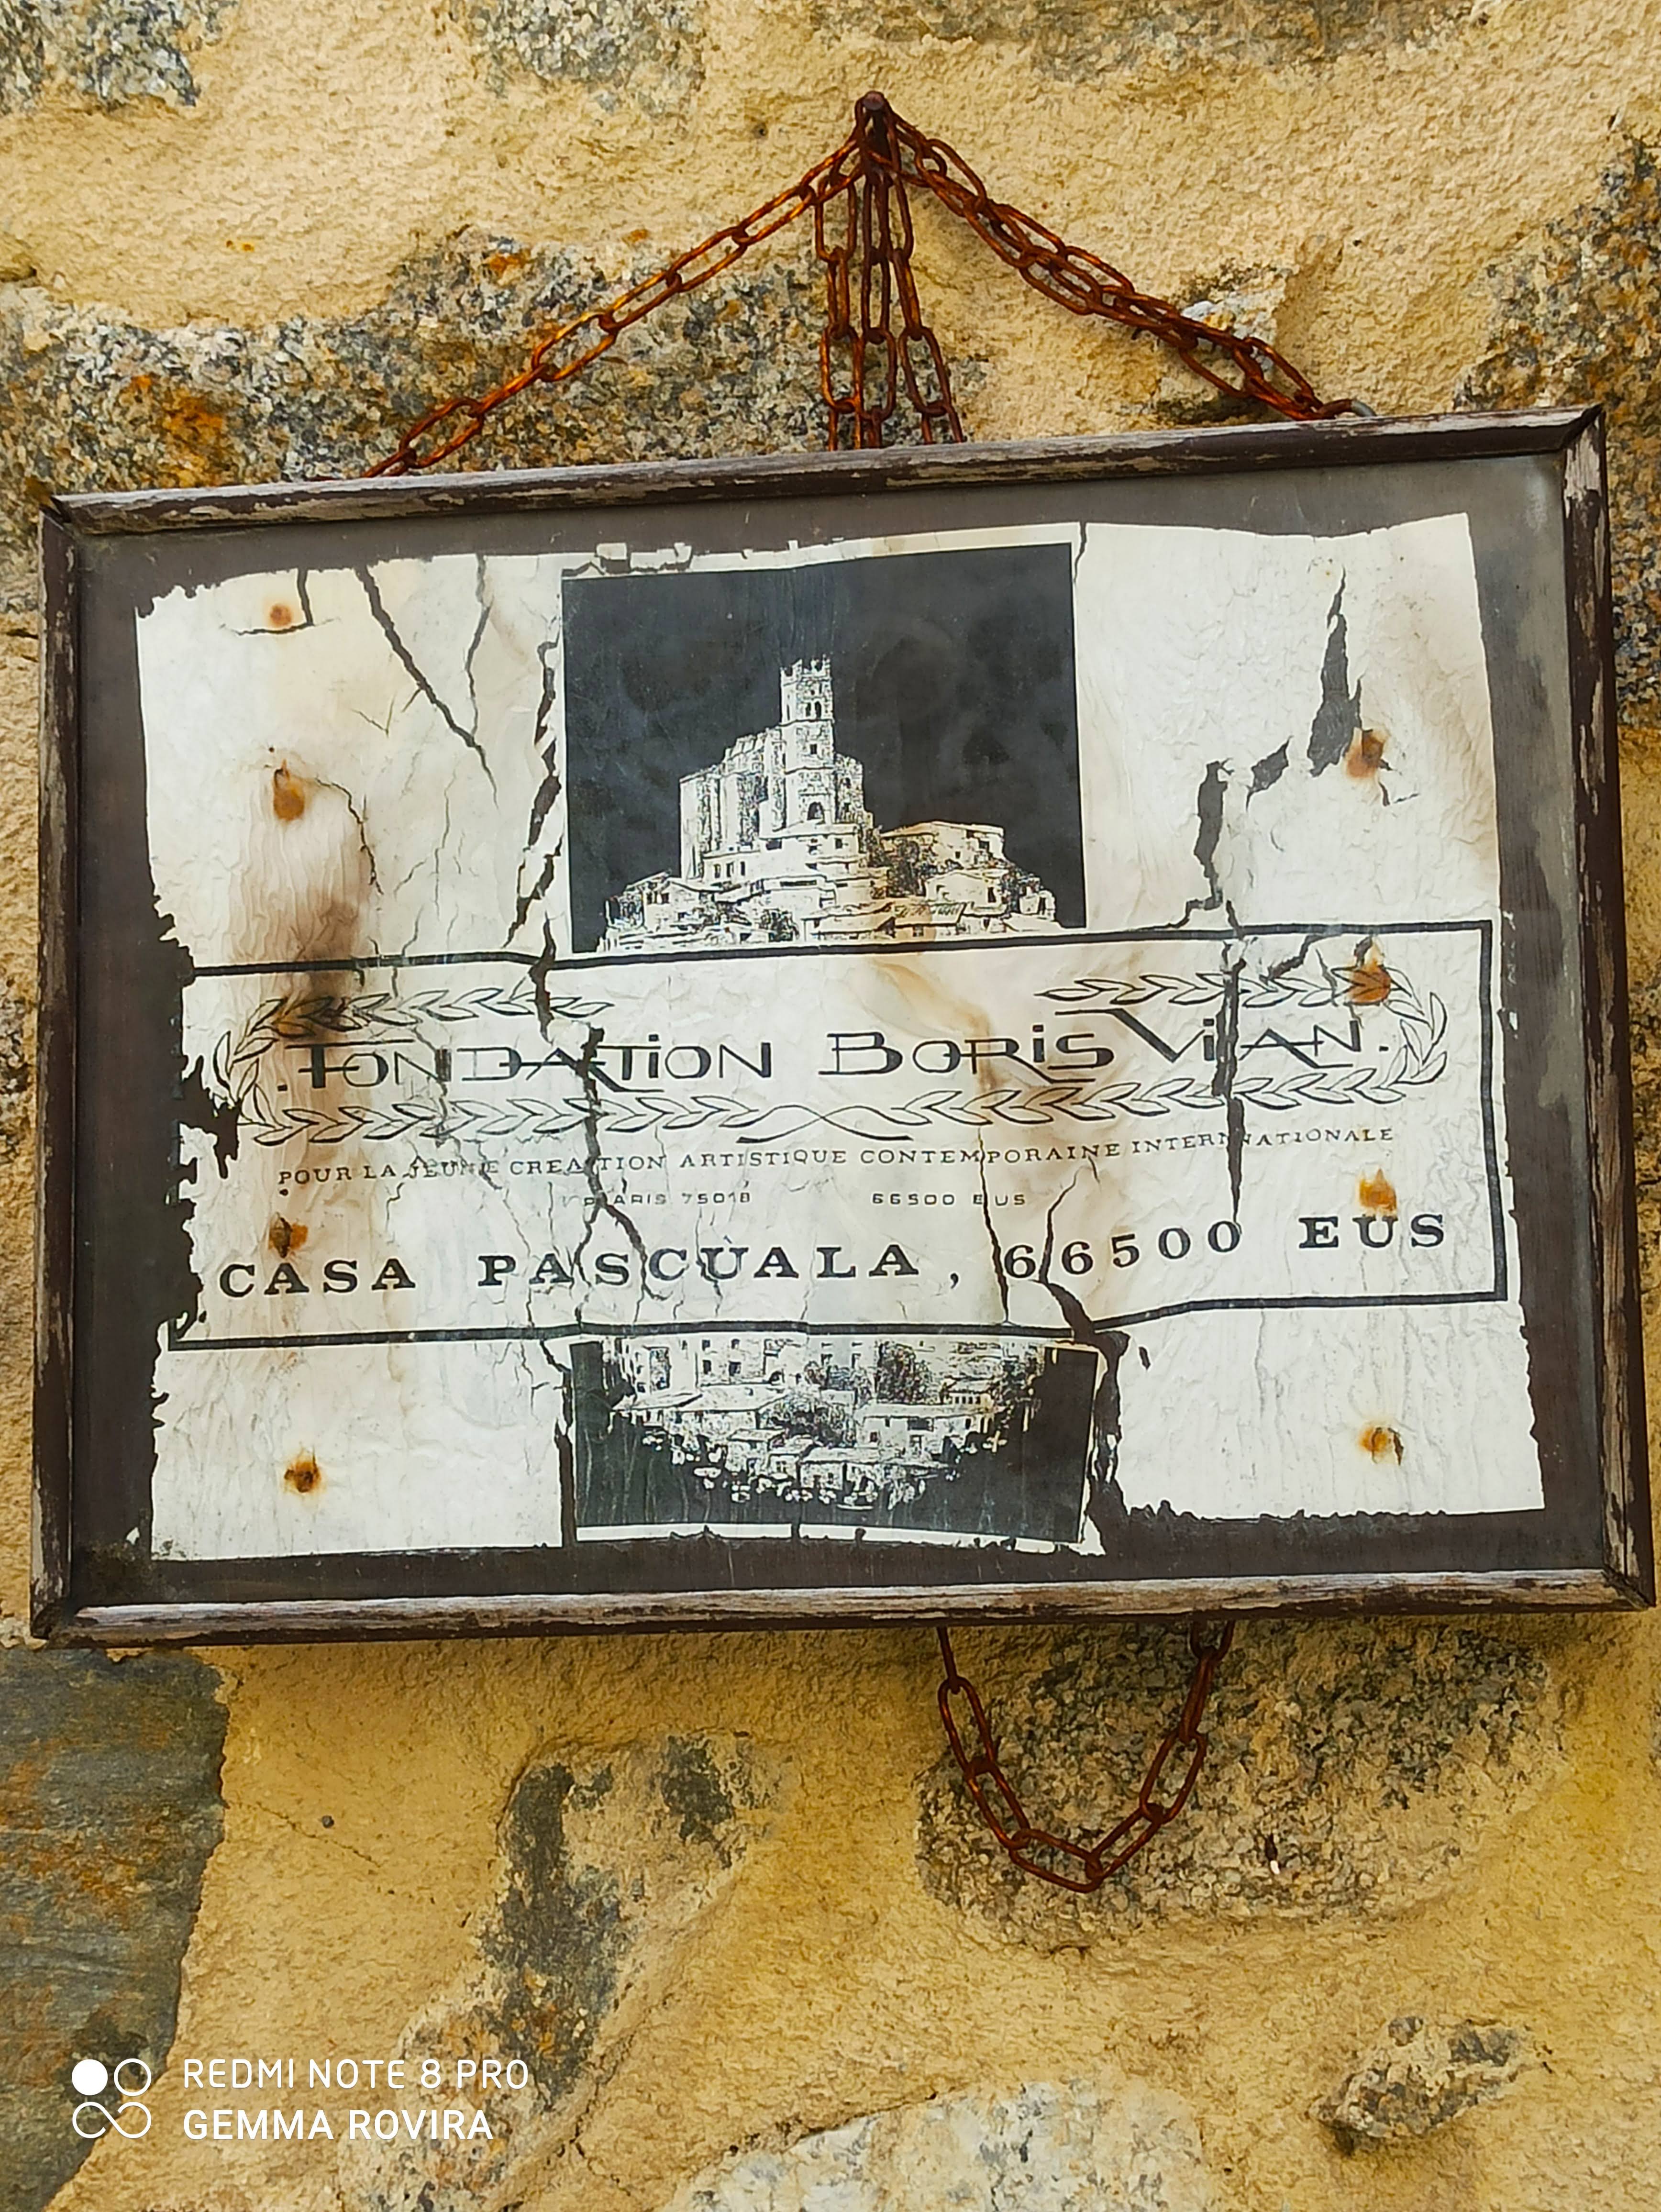 FONDATION BORIS VIAN
POUR LA JEUNE CREATION ARTISTIQUE CONTEMPORAINE INTERNATIONALE
PARIS 75018 66500 EUS
CASA PASCUALA, 66500 EUS
REDMI NOTE 8 PRO
GEMMA ROVIRA